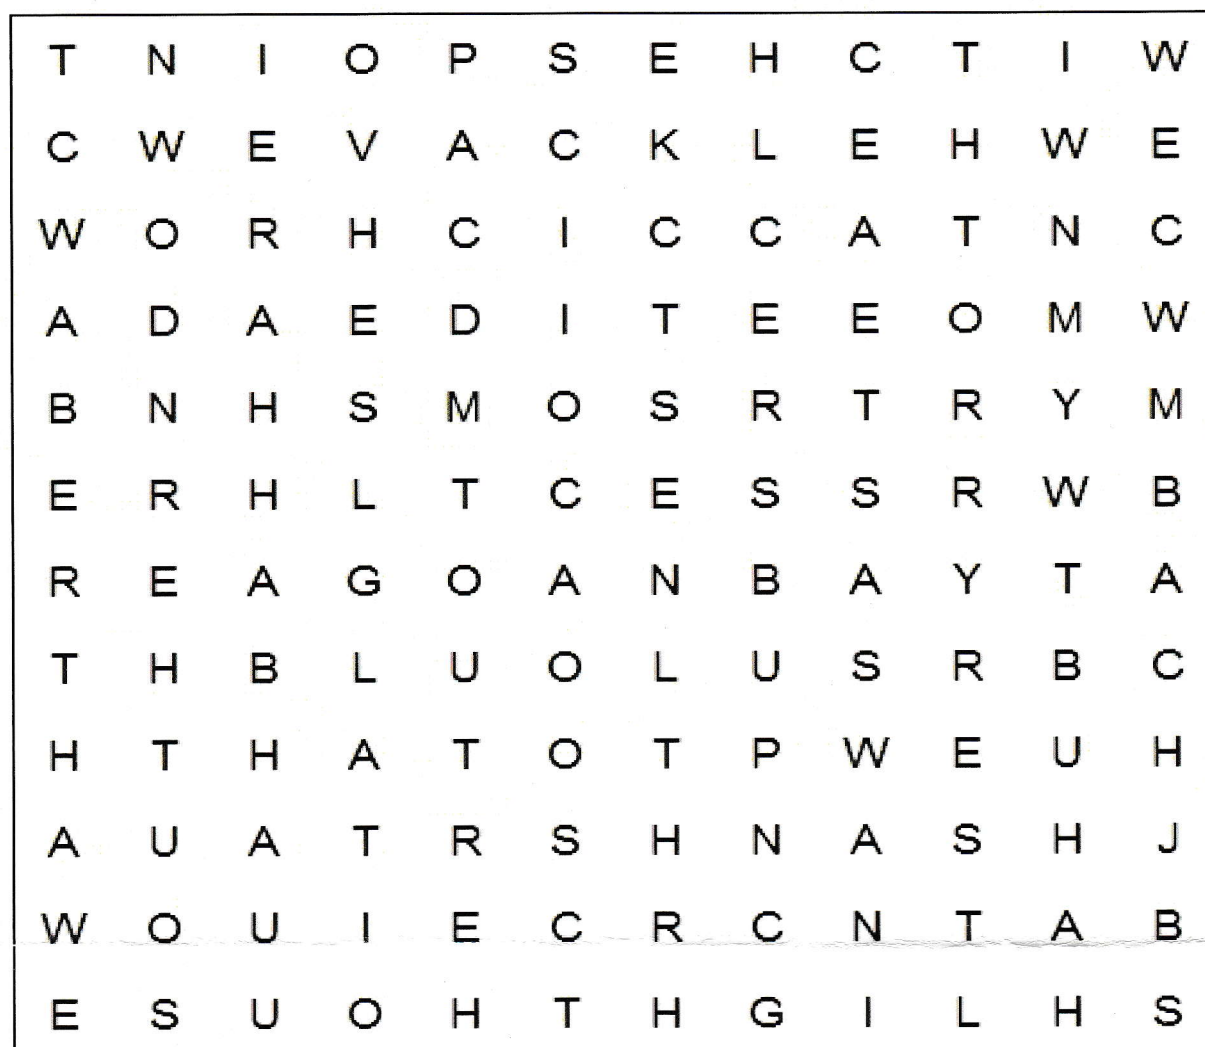 T N I O P S E H C T I W
C W E V A C K L E H W E
W O R H C I C C A T N C
A D A E D I T E E O M W
B N H S M O S R T R Y M
E R H L T C E S S R W B
R E A G O A N B A Y T A
T H B L U O L U S R B C
H T H A T O T P W E U H
A U A T R S H N A S H J
W O U I E C R C N T A B
E S U O H T H G I L H S